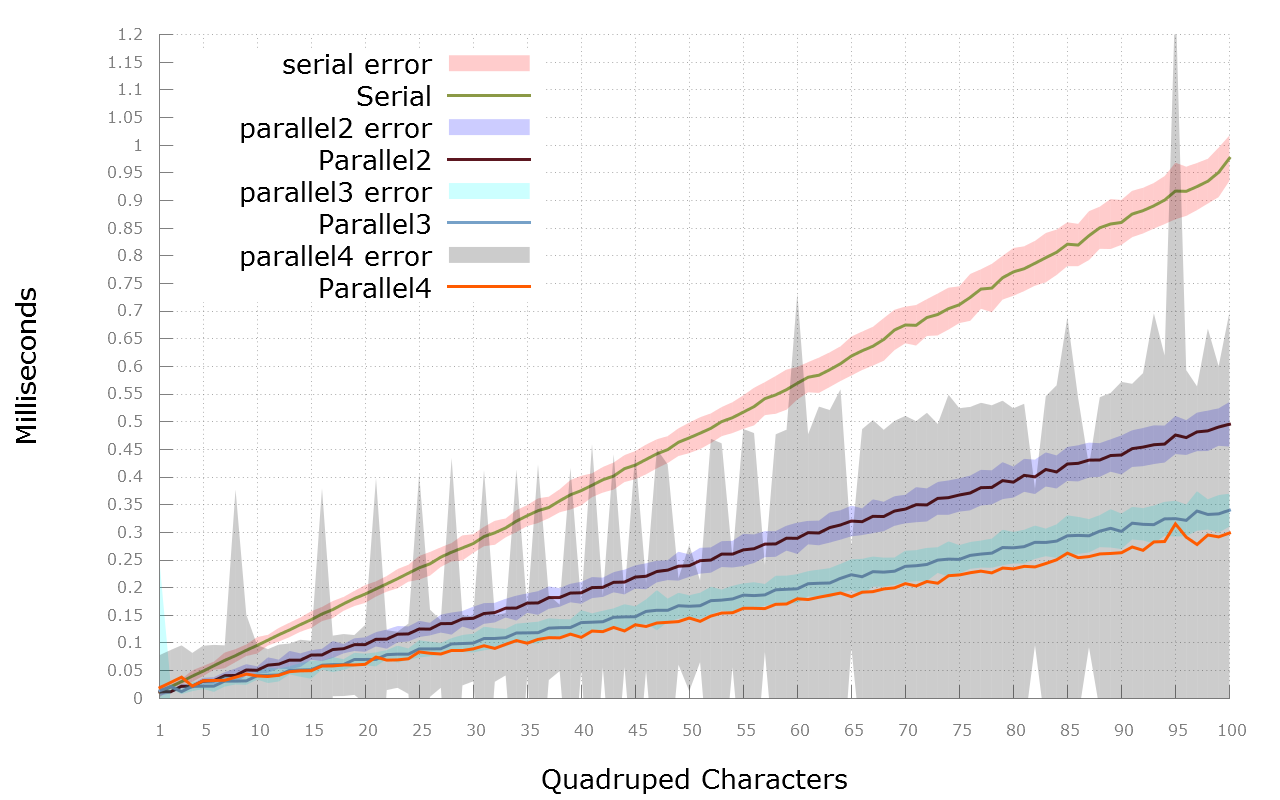 1.2
1.15
1.1
1.05
1
0.95
0.9
0.85
0.8
0.75
0.7
0.65
0.6
0.55
0.5
0.45
0.4
0.35
0.3
0.25
0.2
0.15
0.1
0.05
0
serial error
Serial
parallel2 error
Parallel2
parallel3 error
Parallel3
parallel4 error
Parallel4
Milliseconds
1 5 10 15 20 25 30 35 40 45 50 55 60 65 70 75 80 85 90 95 100
Quadruped Characters